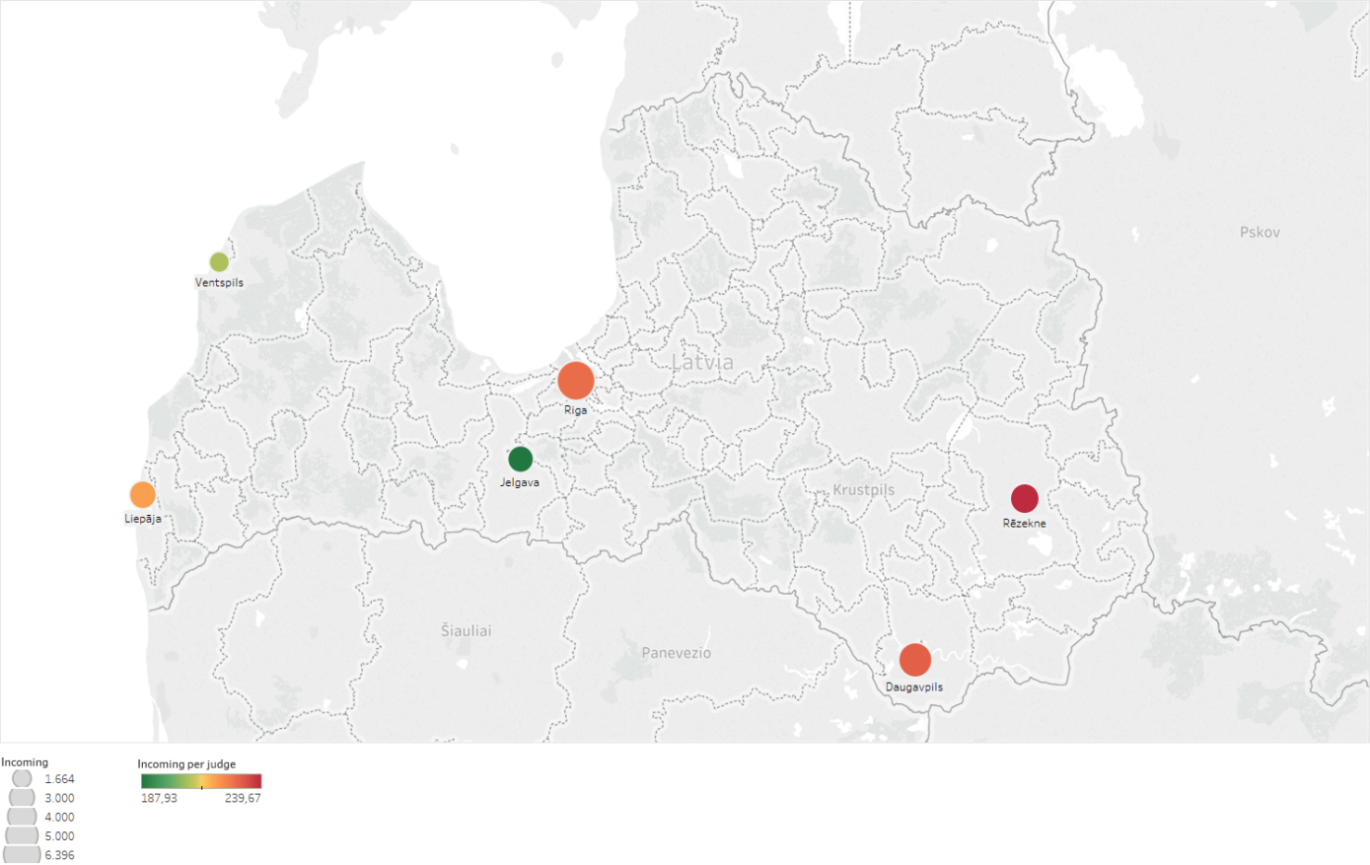 Pskov
Ventspils
Latvia
Riga
Jelgava
Krustpils
Liepāja
Rēzekne
Šiauliai
Panevezio
Daugavpils
Incoming
1.664
3.000
4.000
5.000
6.396
Incoming per judge
187,93 239,67